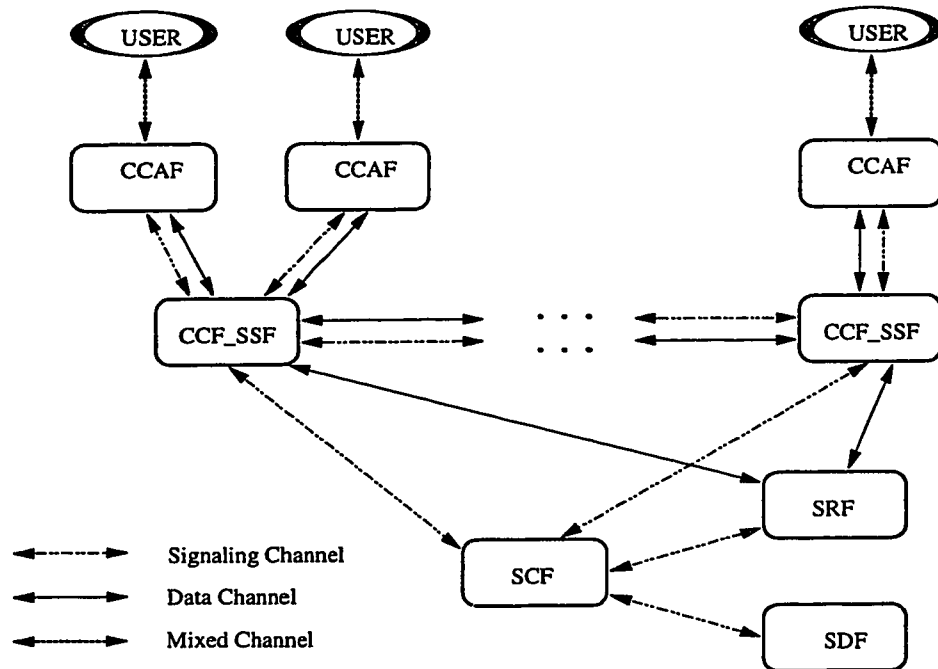 USER USER USER
CCAF CCAF CCAF
CCF_SSF CCF_SSF
SRF
Signaling Channel
SCF
Data Channel
Mixed Channel
SDF